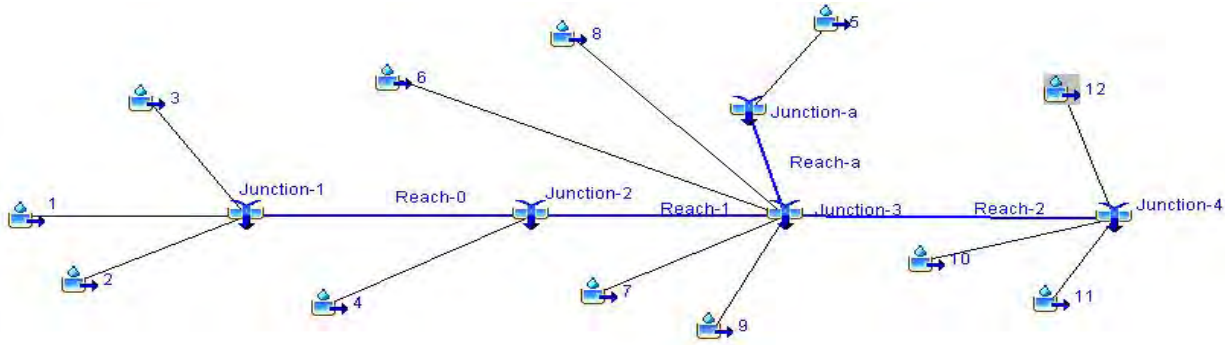 5
8
6
12
3
Junction-a
Reach-a
Junction-1
Reach-0
Junction-2
1
Reach-1
Junction-3
Reach-2
Junction-4
10
2
7
4
11
9